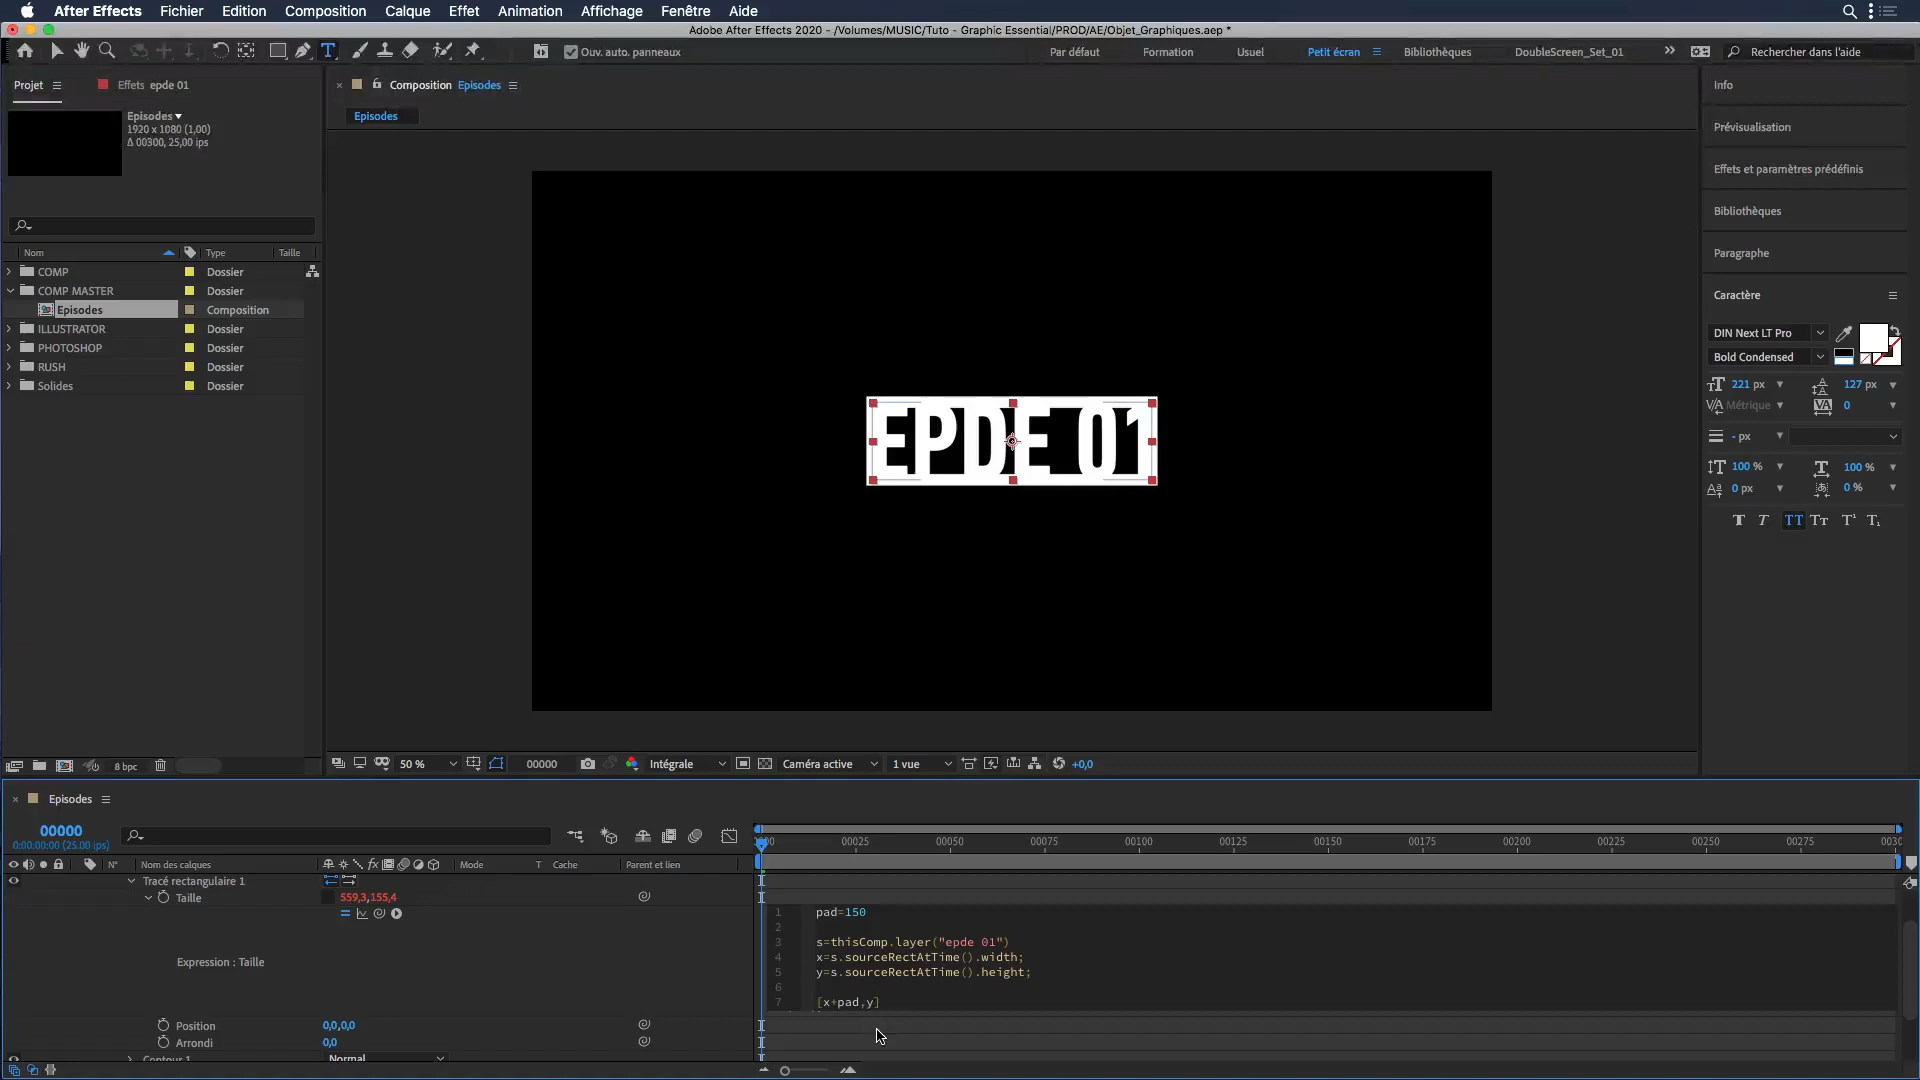 After Effects Fichier Edition Composition Calque Effet Animation Affichage Fenêtre Aide
Adobe After Effects 2020 - /Volumes/MUSIC/Tuto - Graphic Essential/PROD/AE/Objet_Graphiques.aep *
Ouv. auto. panneaux Par défaut Formation Usuel Petit écran Bibliothèques DoubleScreen_Set_01 Rechercher dans l'aide
Projet Effets epde 01
Episodes
1920 x 1080 (1,00)
Δ 00300, 25,00 ips
Nom Type Taille
COMP Dossier
COMP MASTER Dossier
Episodes Composition
ILLUSTRATOR Dossier
PHOTOSHOP Dossier
RUSH Dossier
Solides Dossier
8 bpc
Composition Episodes
Episodes
EPDE 01
50 % 00000 Intégrale Caméra active 1 vue +0,0
Info
Prévisualisation
Effets et paramètres prédéfinis
Bibliothèques
Paragraphe
Caractère
DIN Next LT Pro
Bold Condensed
221 px 127 px
Métrique 0
- px
100 % 100 %
0 px 0 %
Episodes
00000
0:00:00:00 (25.00 ips)
00025 00050 00075 00100 00125 00150 00175 00200 00225 00250 00275
N° Nom des calques Mode T Cache Parent et lien
Tracé rectangulaire 1
Taille 559,3,155,4
Expression : Taille
1 pad=150
2
3 s=thisComp.layer("epde 01")
4 x=s.sourceRectAtTime().width;
5 y=s.sourceRectAtTime().height;
6
7 [x+pad,y]
Position 0,0,0,0
Arrondi 0,0
Contour 1 Normal